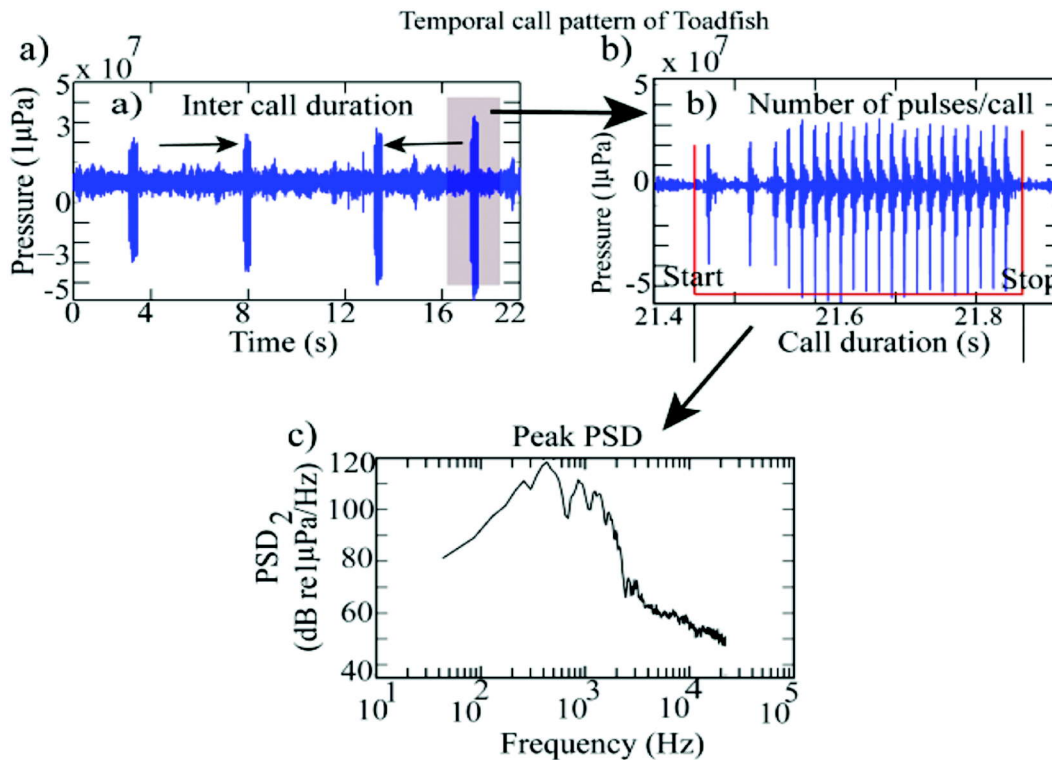 Temporal call pattern of Toadfish
a)
x 10^7
a) Inter call duration
Pressure (1µPa)
5
3
0
−3
-5
0 4 8 12 16 22
Time (s)
b)
x 10^7
b) Number of pulses/call
Pressure (1µPa)
5
0
-5
Start
Stop
21.4 21.6 21.8
Call duration (s)
c)
Peak PSD
PSD2
(dB re1µPa/Hz)
120
100
80
60
40
10^1 10^2 10^3 10^4 10^5
Frequency (Hz)